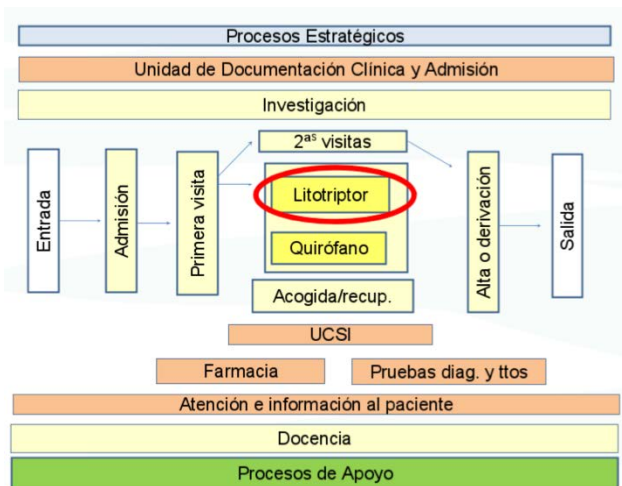 Procesos Estratégicos
Unidad de Documentación Clínica y Admisión
Investigación
Entrada
Admisión
Primera visita
2as visitas
Litotriptor
Quirófano
Acogida/recup.
Alta o derivación
Salida
UCSI
Farmacia
Pruebas diag. y ttos
Atención e información al paciente
Docencia
Procesos de Apoyo